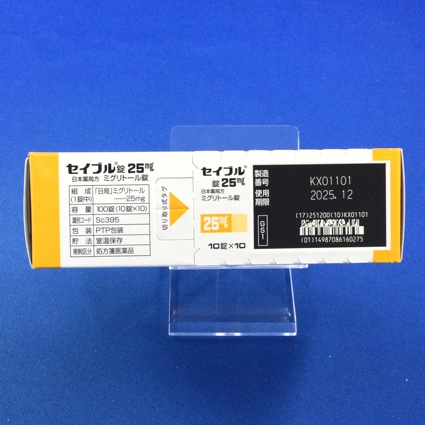 セイブル®錠25mg
日本薬局方 ミグリトール錠
組成(1錠中) 「日局」ミグリトール……25mg
容量 100錠(10錠×10)
識別コード Sc395
包装 PTP包装
貯法 室温保存
規制区分 処方箋医薬品
切り取り式タグ
セイブル®
錠25mg
日本薬局方 ミグリトール錠
25mg
10錠×10
製造番号 KX01101
使用期限 2025.12
GS1
(17)251200(10)KX01101
(01)14987086160275